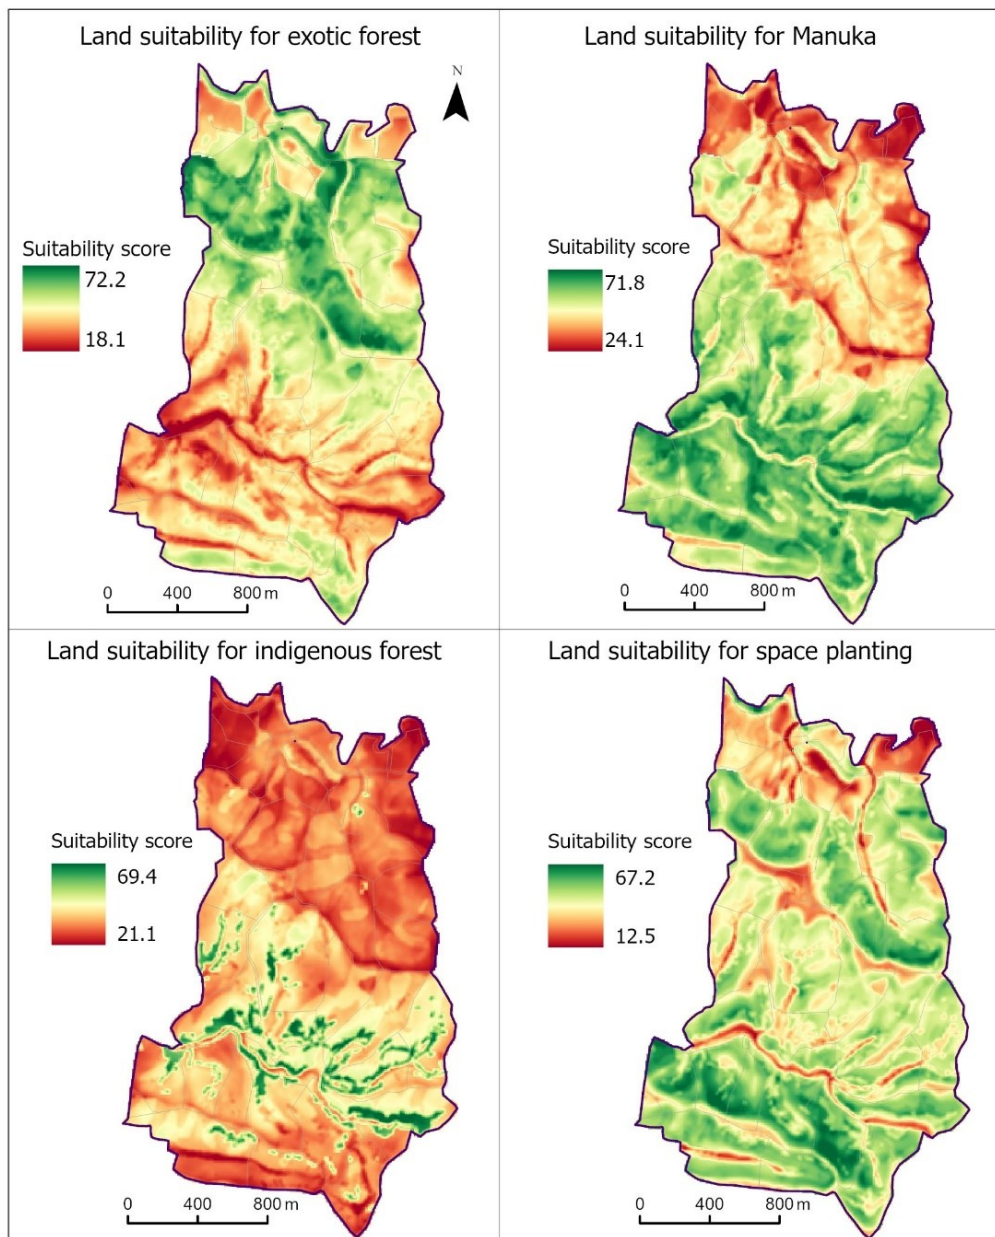 Land suitability for exotic forest
N
Suitability score
72.2
18.1
0 400 800 m
Land suitability for Manuka
Suitability score
71.8
24.1
0 400 800 m
Land suitability for indigenous forest
Suitability score
69.4
21.1
0 400 800 m
Land suitability for space planting
Suitability score
67.2
12.5
0 400 800 m